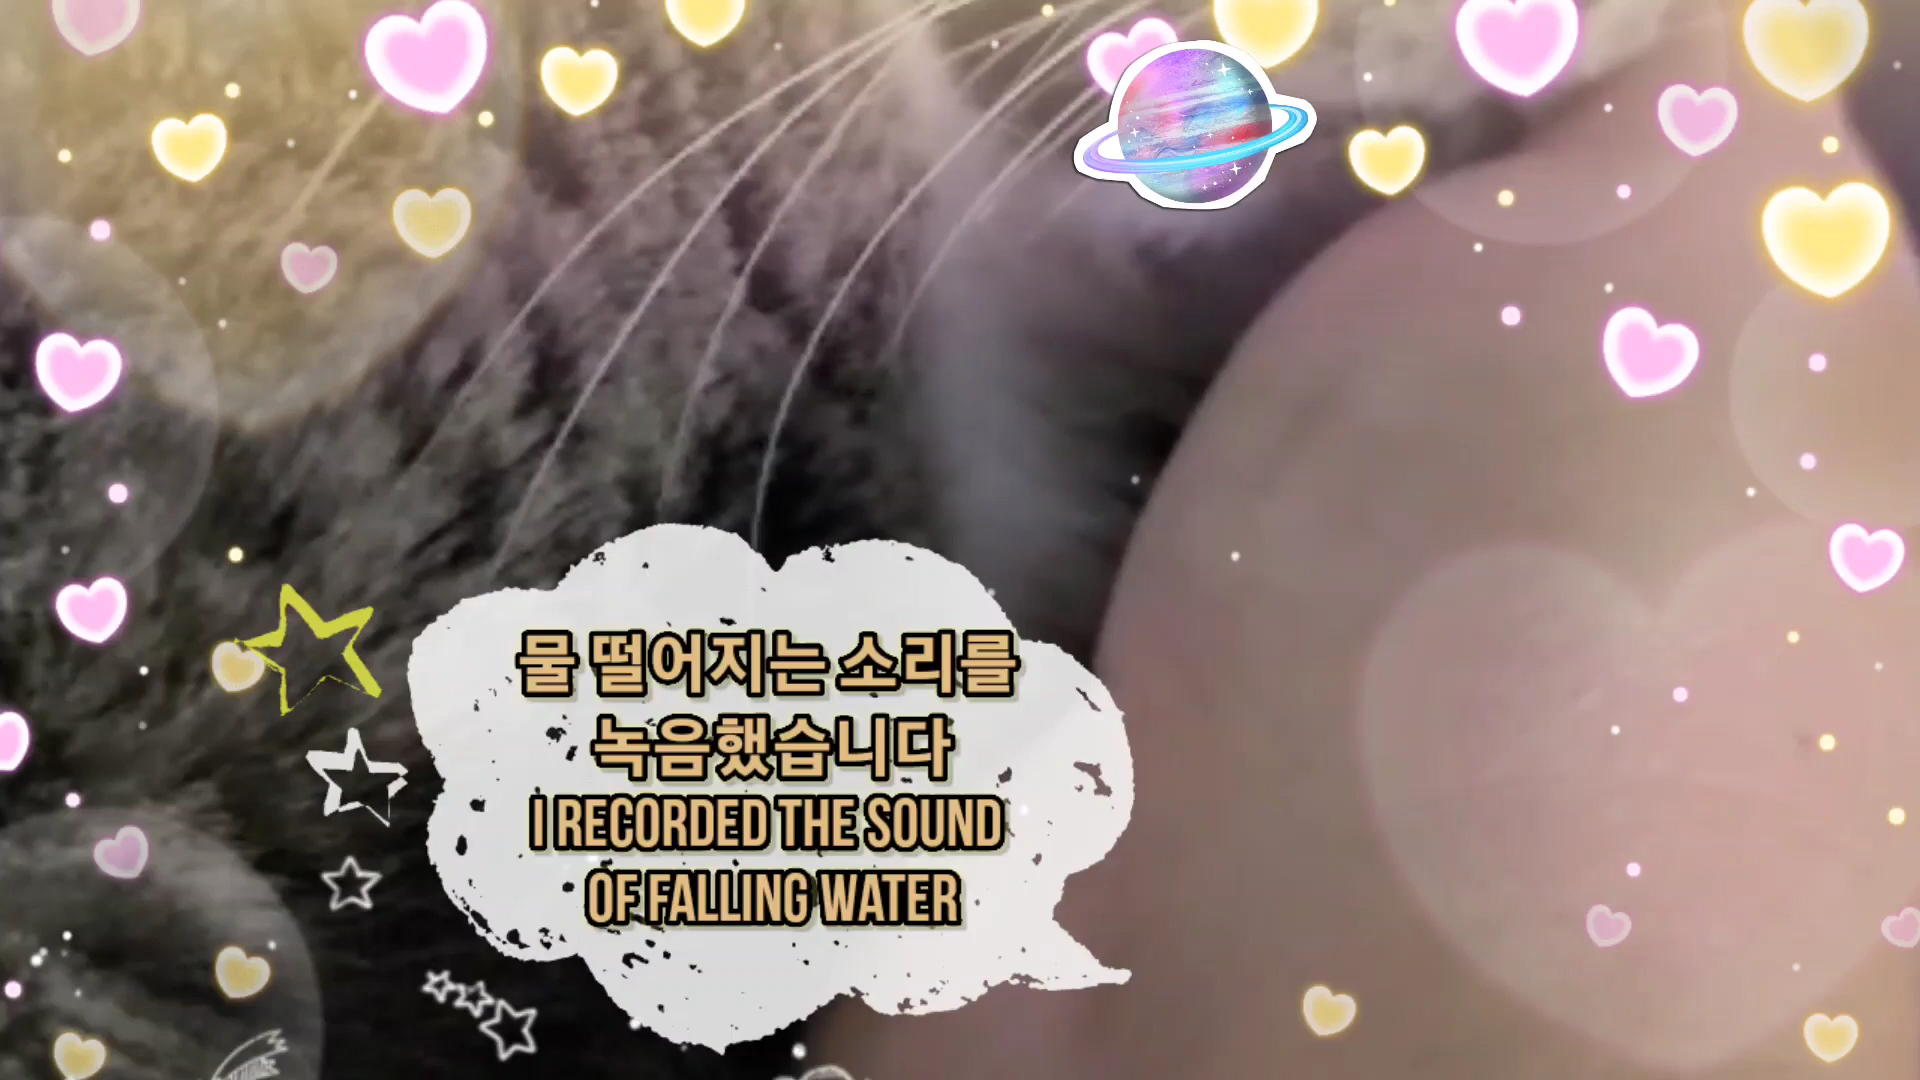 물 떨어지는 소리를
녹음했습니다
I RECORDED THE SOUND
OF FALLING WATER